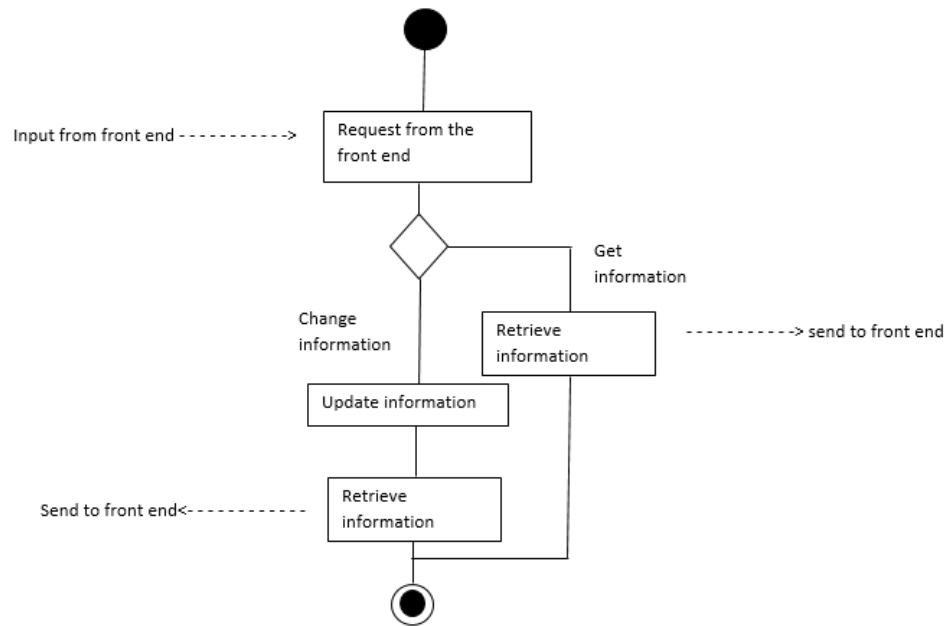 Input from front end - - - - - - - - - - ->
Request from the
front end
Get
information
Change
information
Retrieve
information
- - - - - - - - - - -> send to front end
Update information
Retrieve
information
Send to front end<- - - - - - - - - - - -